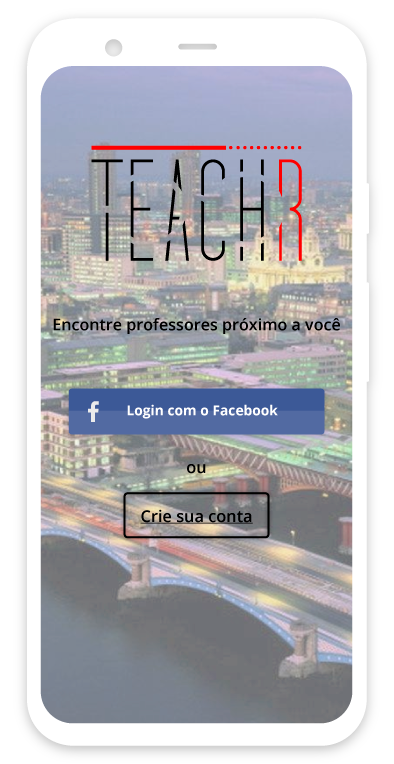 TEACHR
Encontre professores próximo a você
f Login com o Facebook
ou
Crie sua conta